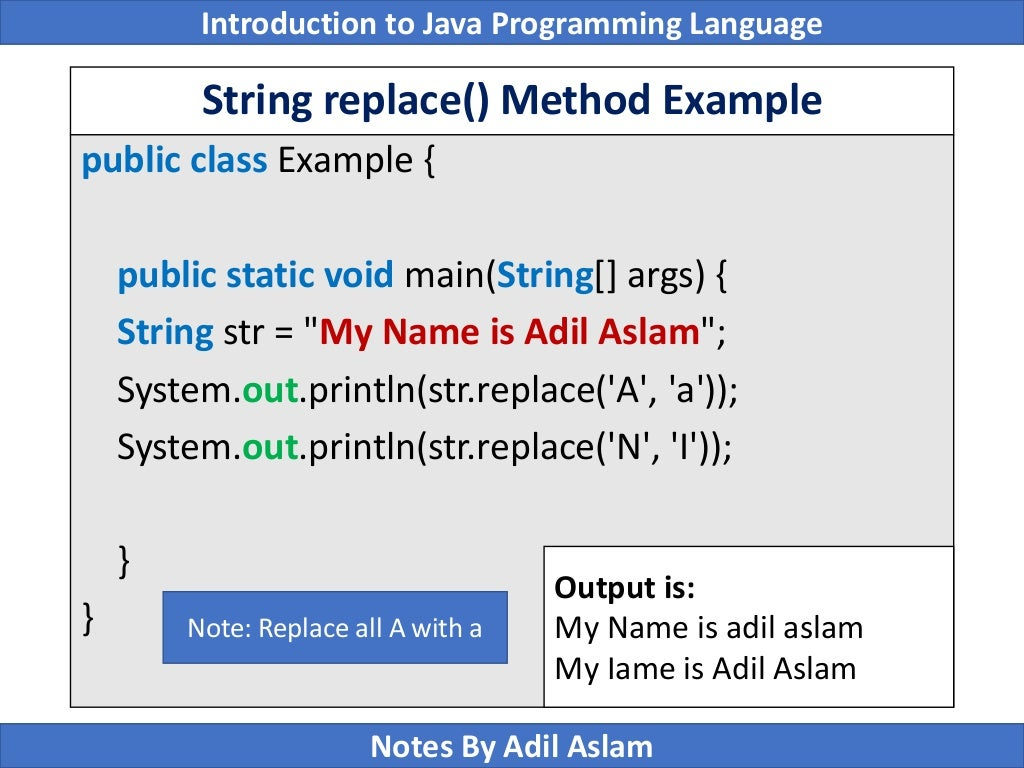 Introduction to Java Programming Language
String replace() Method Example
public class Example {
public static void main(String[] args) {
String str = "My Name is Adil Aslam";
System.out.println(str.replace('A', 'a'));
System.out.println(str.replace('N', 'I'));
}
}
Note: Replace all A with a
Output is:
My Name is adil aslam
My Iame is Adil Aslam
Notes By Adil Aslam